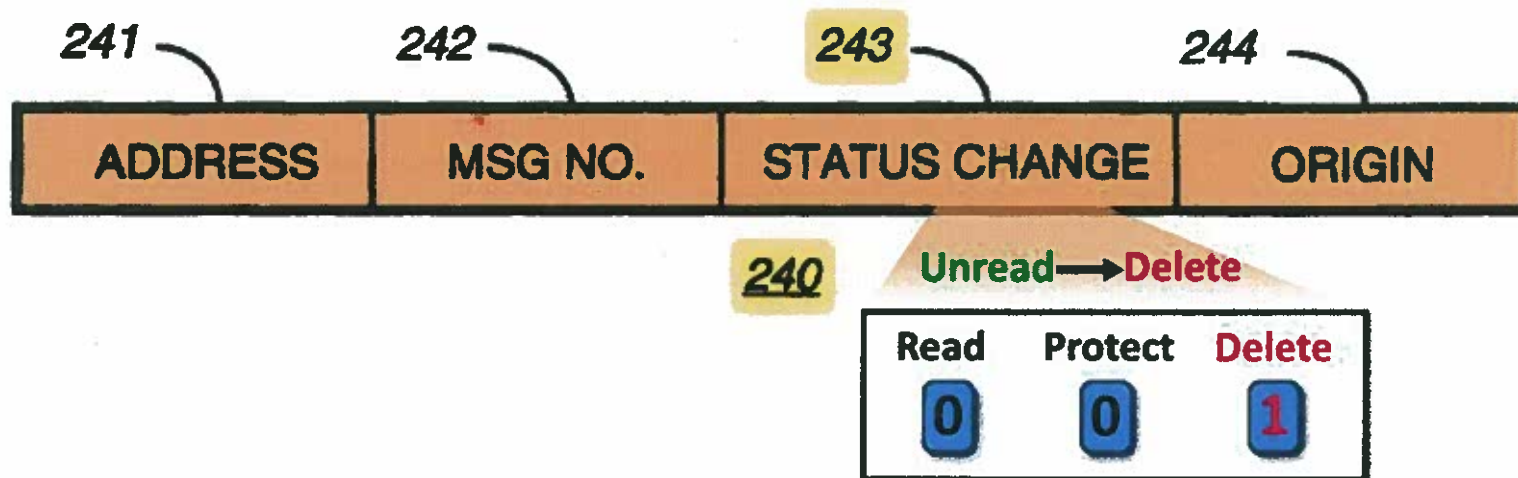 241 242 243 244
ADDRESS MSG NO. STATUS CHANGE ORIGIN
240 Unread Delete
Read Protect Delete
0 0 1